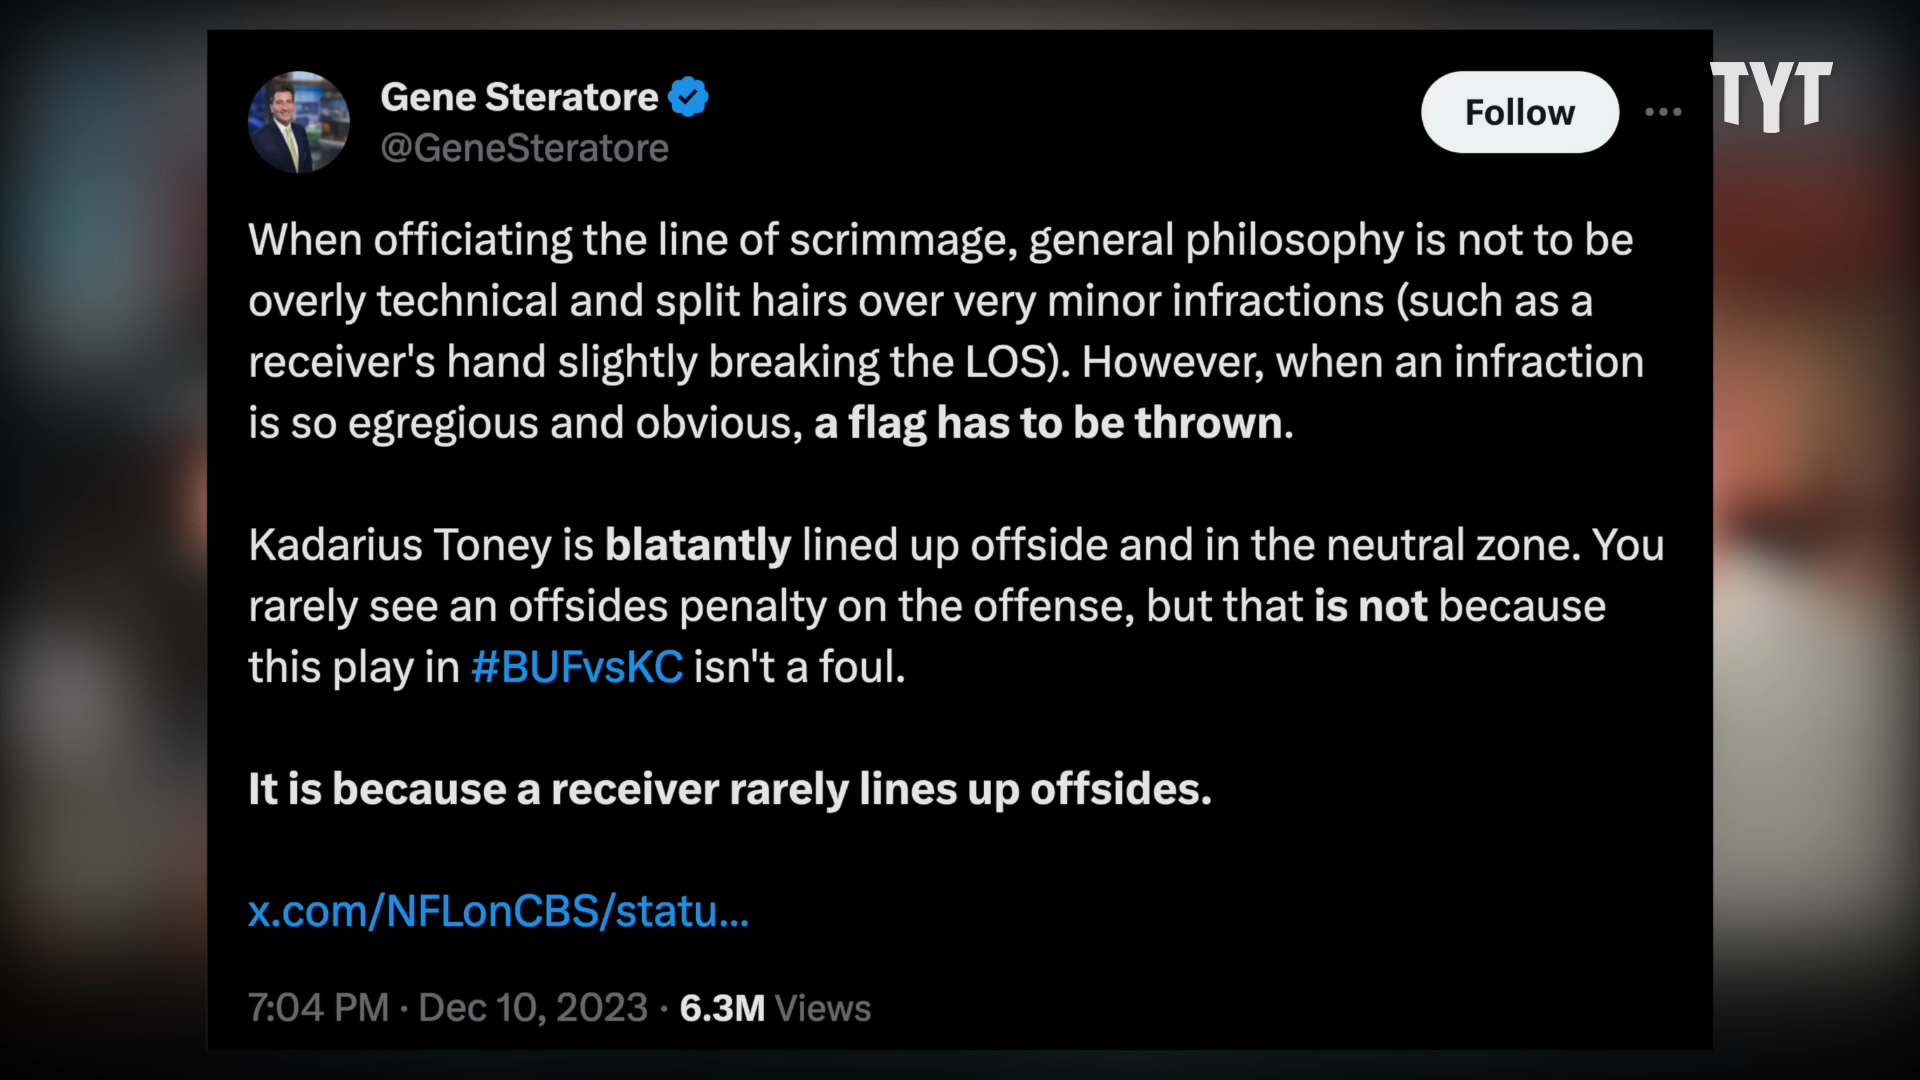 Gene Steratore
@GeneSteratore
Follow
TYT
When officiating the line of scrimmage, general philosophy is not to be
overly technical and split hairs over very minor infractions (such as a
receiver's hand slightly breaking the LOS). However, when an infraction
is so egregious and obvious, a flag has to be thrown.
Kadarius Toney is blatantly lined up offside and in the neutral zone. You
rarely see an offsides penalty on the offense, but that is not because
this play in #BUFvsKC isn't a foul.
It is because a receiver rarely lines up offsides.
x.com/NFLonCBS/statu...
7:04 PM · Dec 10, 2023 · 6.3M Views